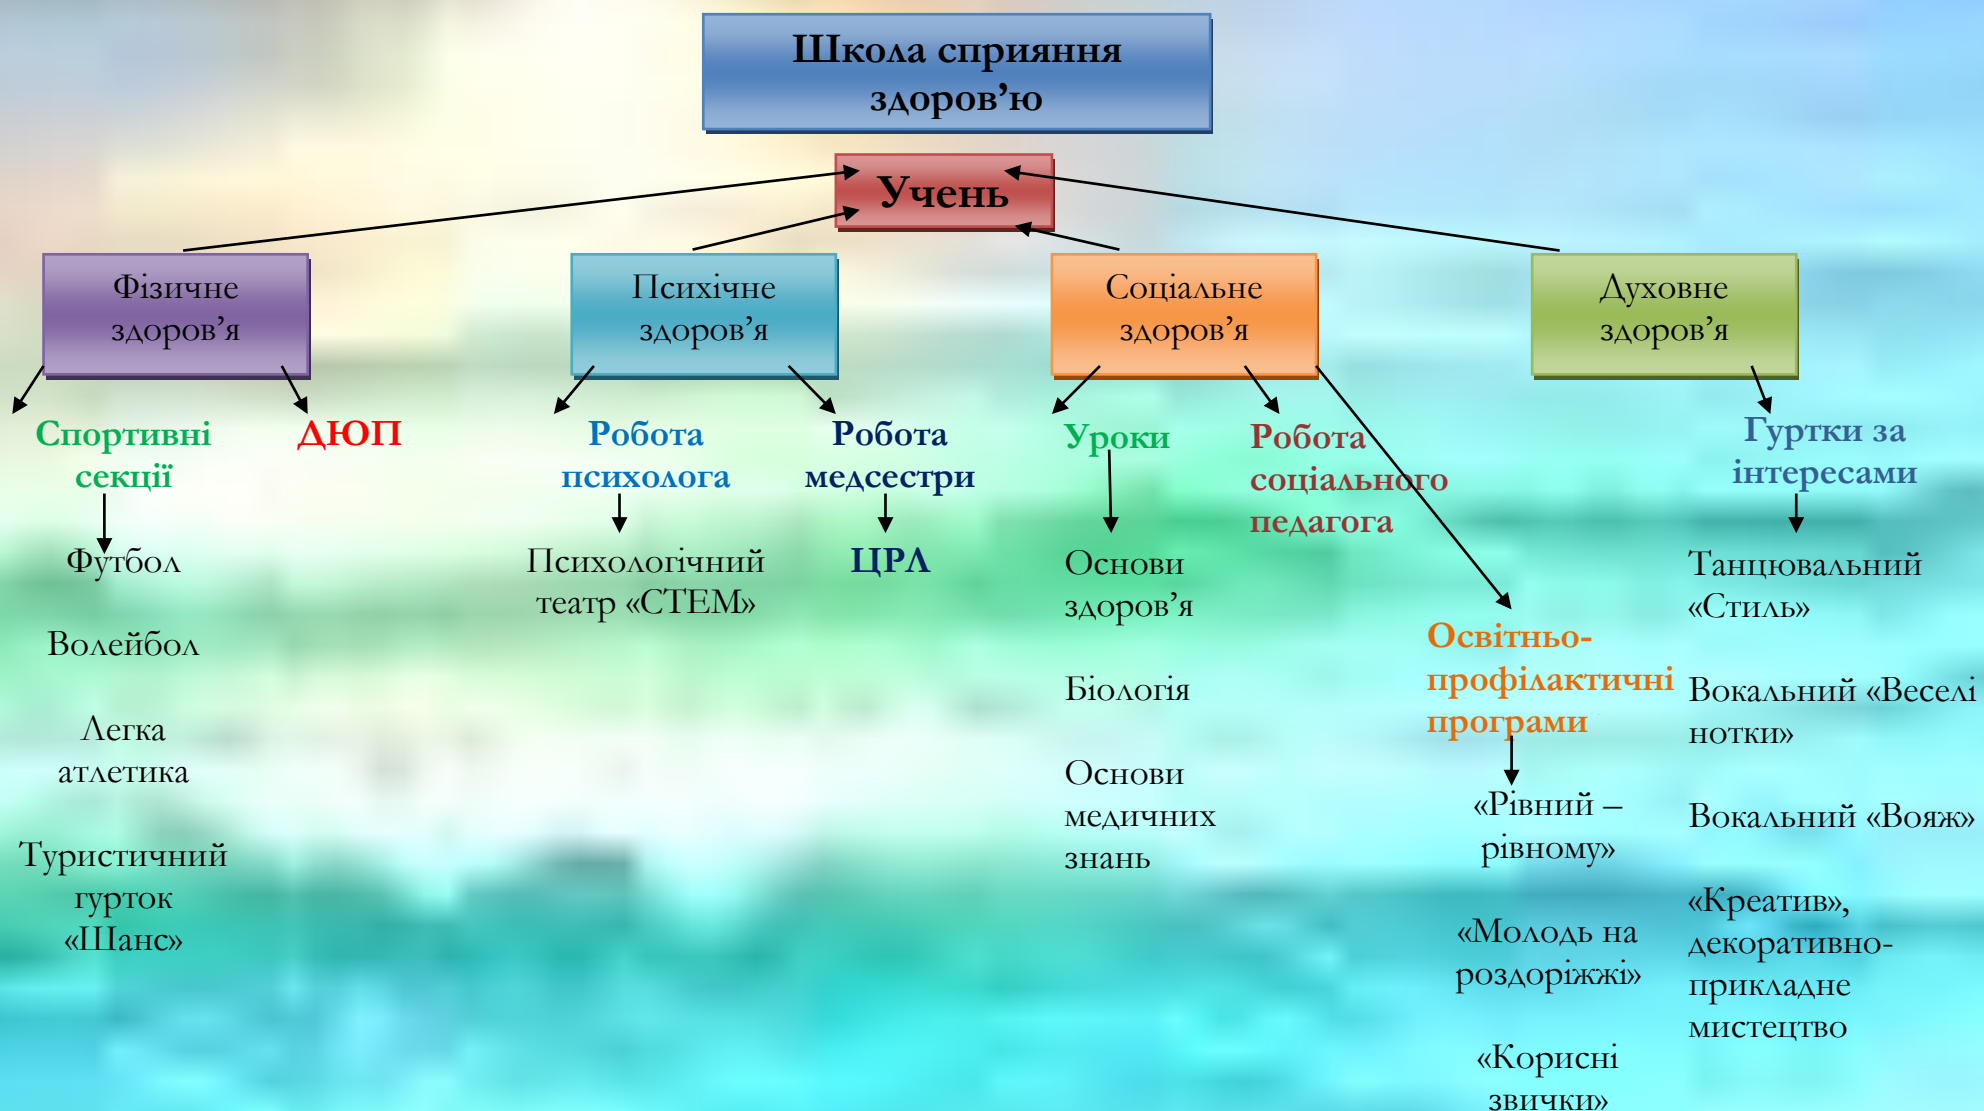 Школа сприяння
здоров’ю
Учень
Фізичне
здоров’я
Психічне
здоров’я
Соціальне
здоров’я
Духовне
здоров’я
Спортивні
секції
ДЮП
Робота
психолога
Робота
медсестри
Уроки
Робота
соціального
педагога
Гуртки за
інтересами
Футбол
Волейбол
Легка
атлетика
Туристичний
гурток
«Шанс»
Психологічний
театр «СТЕМ»
ЦРЛ
Основи
здоров’я
Біологія
Основи
медичних
знань
Освітньо-
профілактичні
програми
«Рівний –
рівному»
«Молодь на
роздоріжжі»
«Корисні
звички»
Танцювальний
«Стиль»
Вокальний «Веселі
нотки»
Вокальний «Вояж»
«Креатив»,
декоративно-
прикладне
мистецтво